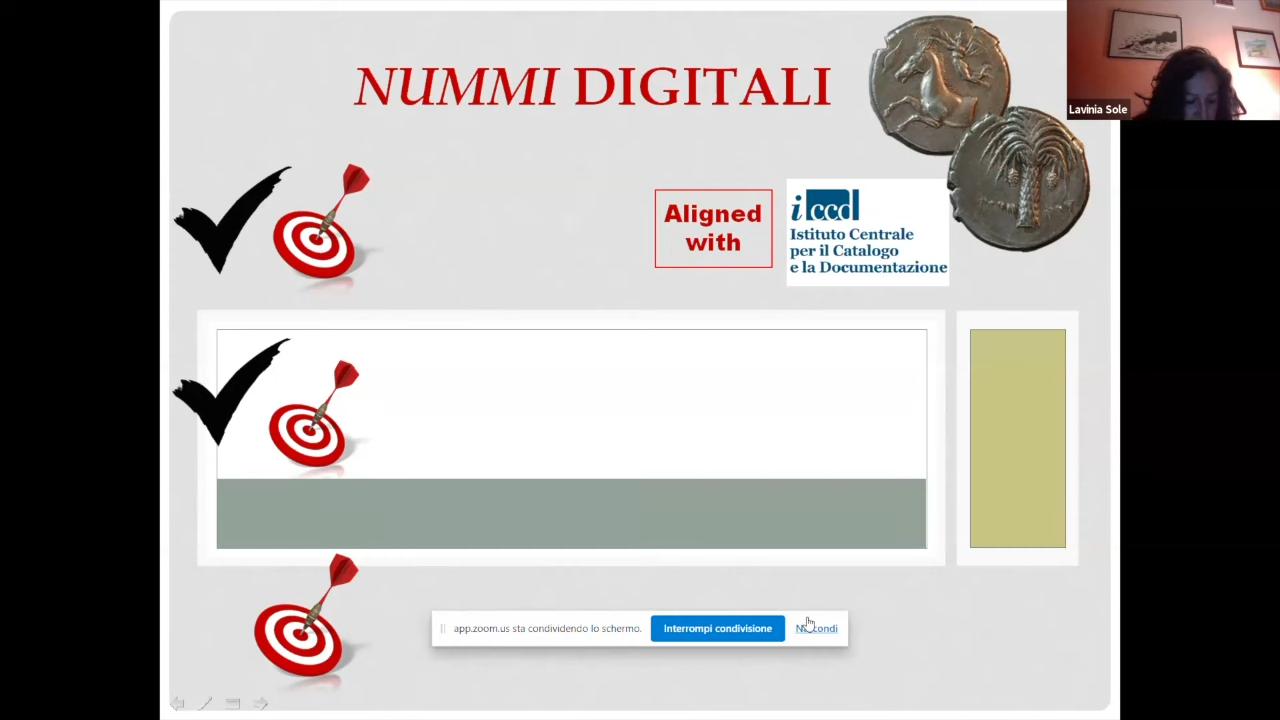 NUMMI DIGITALI
Lavinia Sole
Aligned
with
iccd
Istituto Centrale
per il Catalogo
e la Documentazione
app.zoom.us sta condividendo lo schermo.
Interrompi condivisione